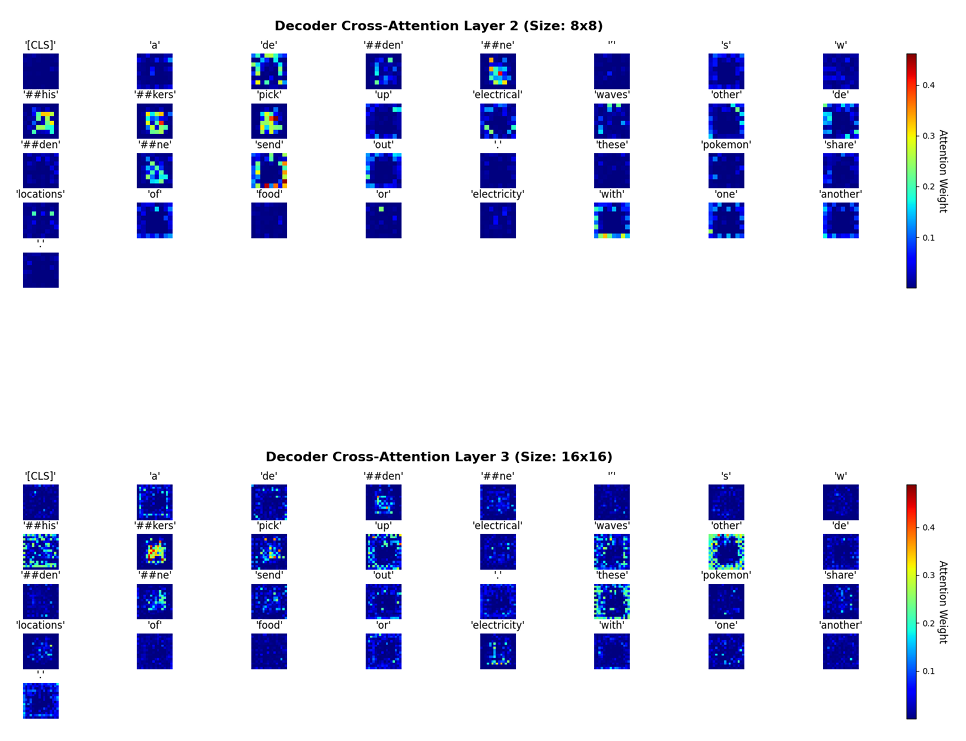 Decoder Cross-Attention Layer 2 (Size: 8x8)
'[CLS]' 'a' 'de' '##den' '##ne' ''' 's' 'w'
'##his' '##kers' 'pick' 'up' 'electrical' 'waves' 'other' 'de'
'##den' '##ne' 'send' 'out' '.' 'these' 'pokemon' 'share'
'locations' 'of' 'food' 'or' 'electricity' 'with' 'one' 'another'
'.'
0.4
0.3
0.2
0.1
Attention Weight
Decoder Cross-Attention Layer 3 (Size: 16x16)
'[CLS]' 'a' 'de' '##den' '##ne' ''' 's' 'w'
'##his' '##kers' 'pick' 'up' 'electrical' 'waves' 'other' 'de'
'##den' '##ne' 'send' 'out' '.' 'these' 'pokemon' 'share'
'locations' 'of' 'food' 'or' 'electricity' 'with' 'one' 'another'
'.'
0.4
0.3
0.2
0.1
Attention Weight